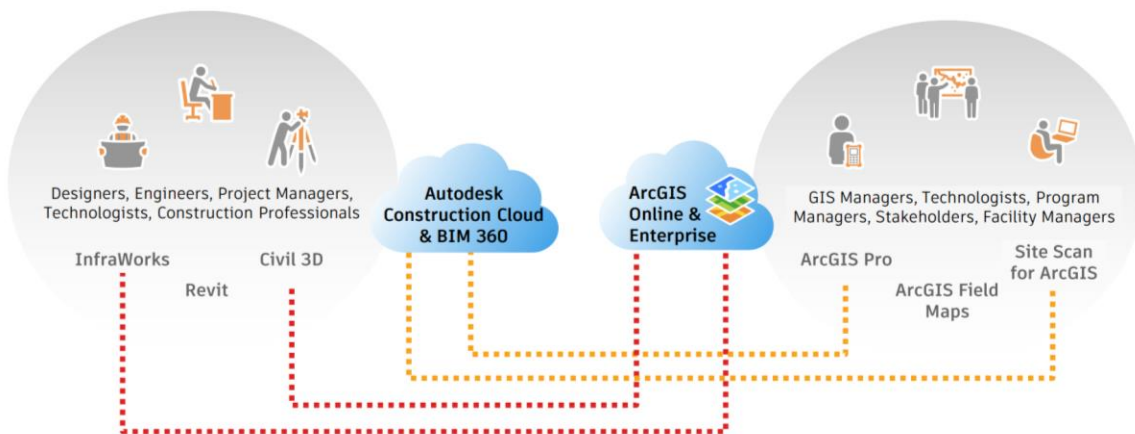 Designers, Engineers, Project Managers,
Technologists, Construction Professionals
InfraWorks
Civil 3D
Revit
Autodesk
Construction Cloud
& BIM 360
ArcGIS
Online &
Enterprise
GIS Managers, Technologists, Program
Managers, Stakeholders, Facility Managers
ArcGIS Pro
Site Scan
for ArcGIS
ArcGIS Field
Maps